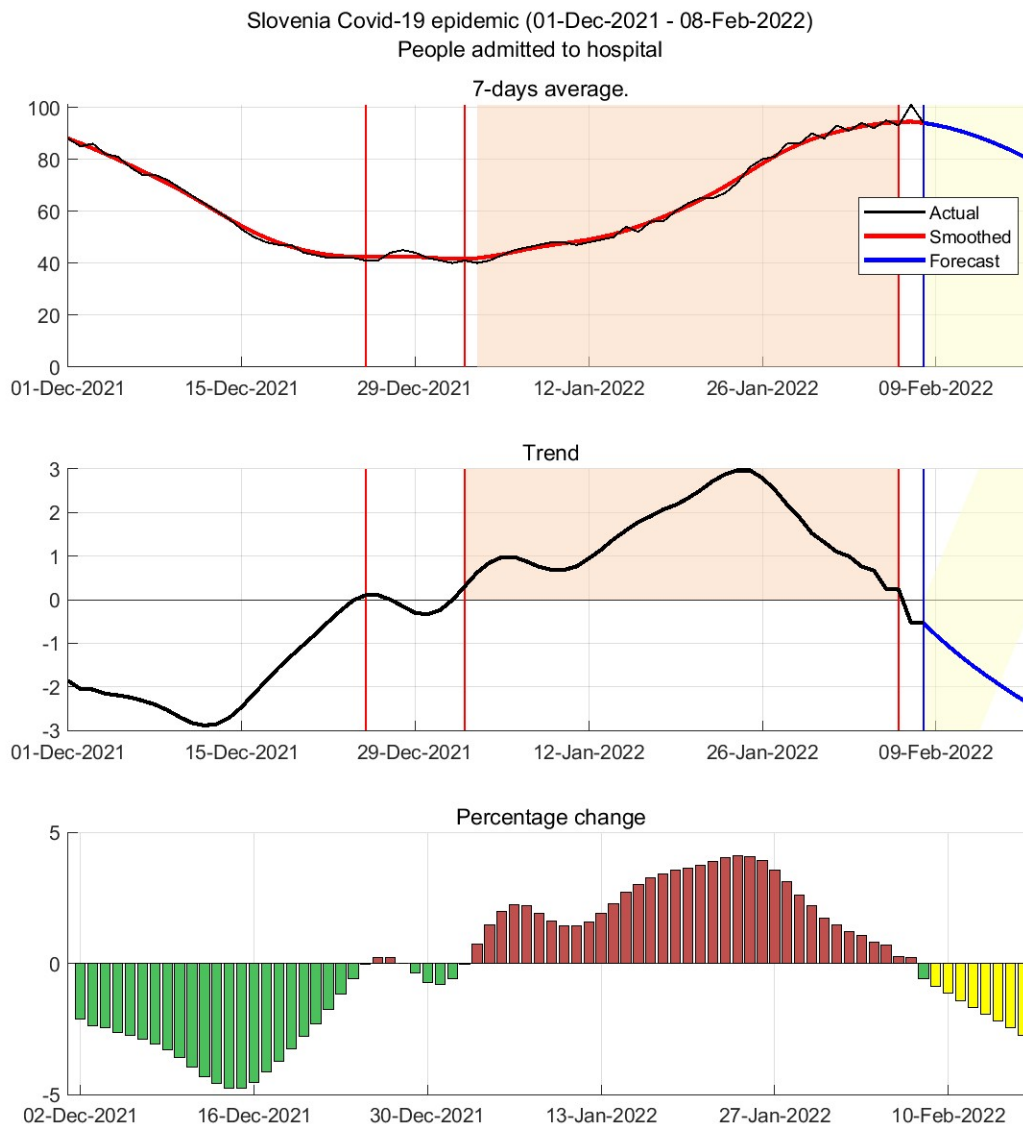 Slovenia Covid-19 epidemic (01-Dec-2021 - 08-Feb-2022)
People admitted to hospital
7-days average.
100
80
60
40
20
0
Actual
Smoothed
Forecast
01-Dec-2021 15-Dec-2021 29-Dec-2021 12-Jan-2022 26-Jan-2022 09-Feb-2022
Trend
3
2
1
0
-1
-2
-3
01-Dec-2021 15-Dec-2021 29-Dec-2021 12-Jan-2022 26-Jan-2022 09-Feb-2022
Percentage change
5
0
-5
02-Dec-2021 16-Dec-2021 30-Dec-2021 13-Jan-2022 27-Jan-2022 10-Feb-2022